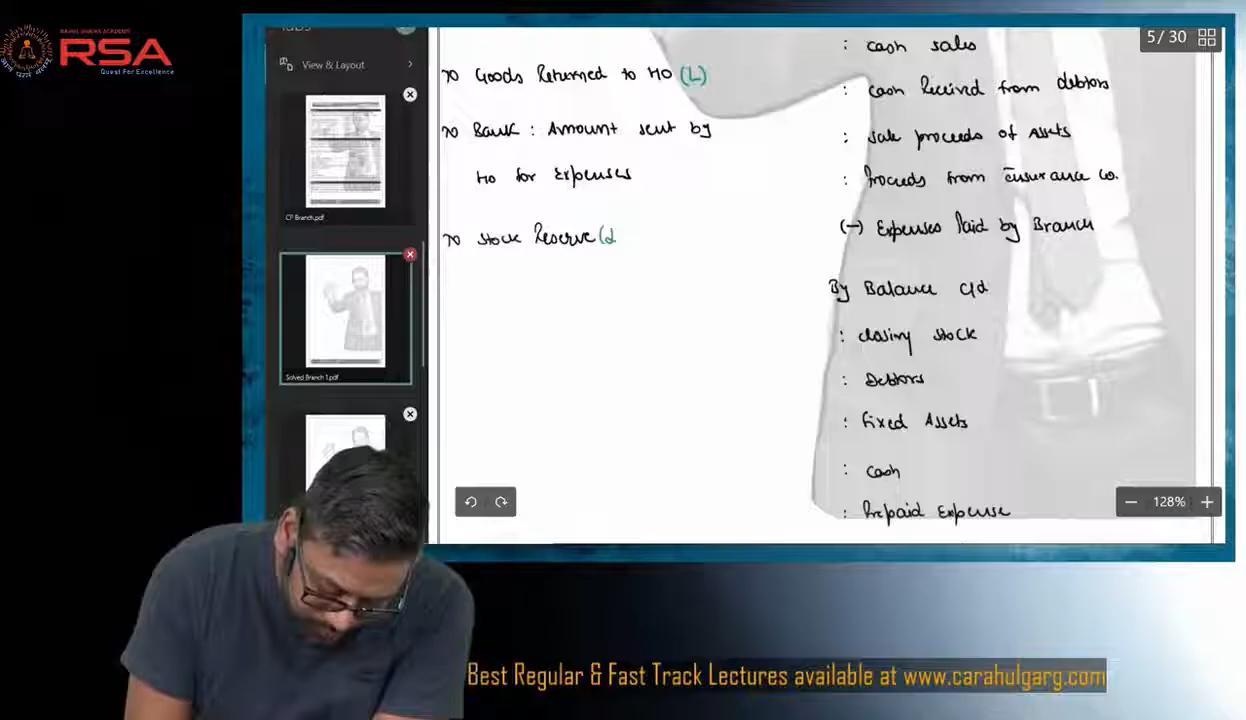 RAHUL SHARMA ACADEMY
RSA
Quest For Excellence
View & Layout
CP Branch.pdf
Solved Branch 1.pdf
5 / 30
To Goods Returned to HO (L)
To Bank : Amount sent by
HO for Expenses
To Stock Reserve (d
: cash sales
: cash Received from debtors
: sale proceeds of Assets
: Proceeds from insurance co.
(-) Expenses Paid by Branch
By Balance c/d
: closing stock
: Debtors
: Fixed Assets
: cash
: Prepaid Expense
128%
Best Regular & Fast Track Lectures available at www.carahulgarg.com